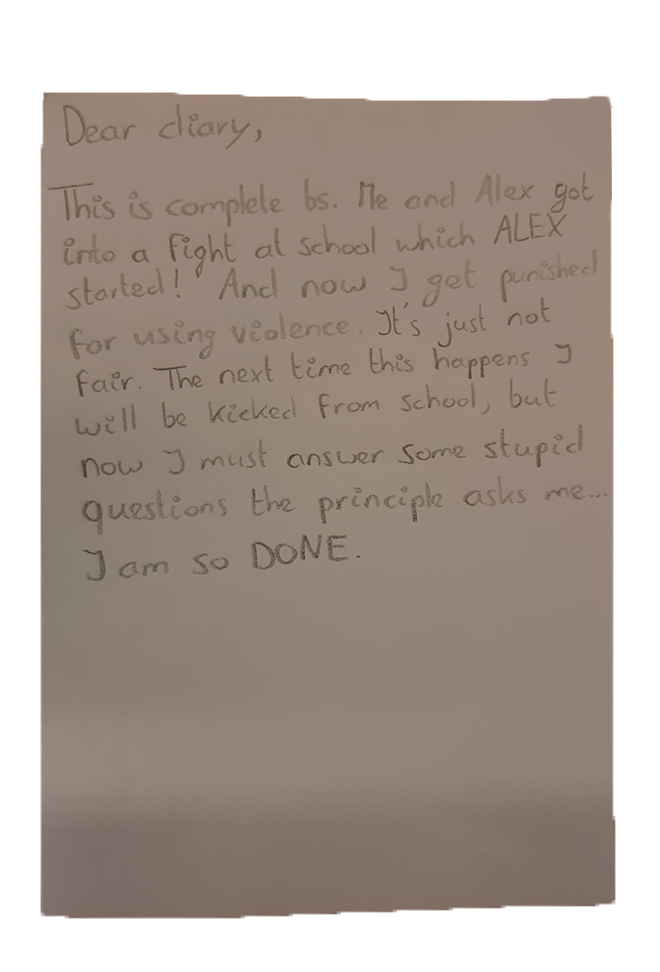 Dear diary,
This is complete bs. Me and Alex got
into a fight at school which ALEX
started! And now I get punished
for using violence. It's just not
fair. The next time this happens I
will be kicked from school, but
now I must answer some stupid
questions the principle asks me...
I am so DONE.